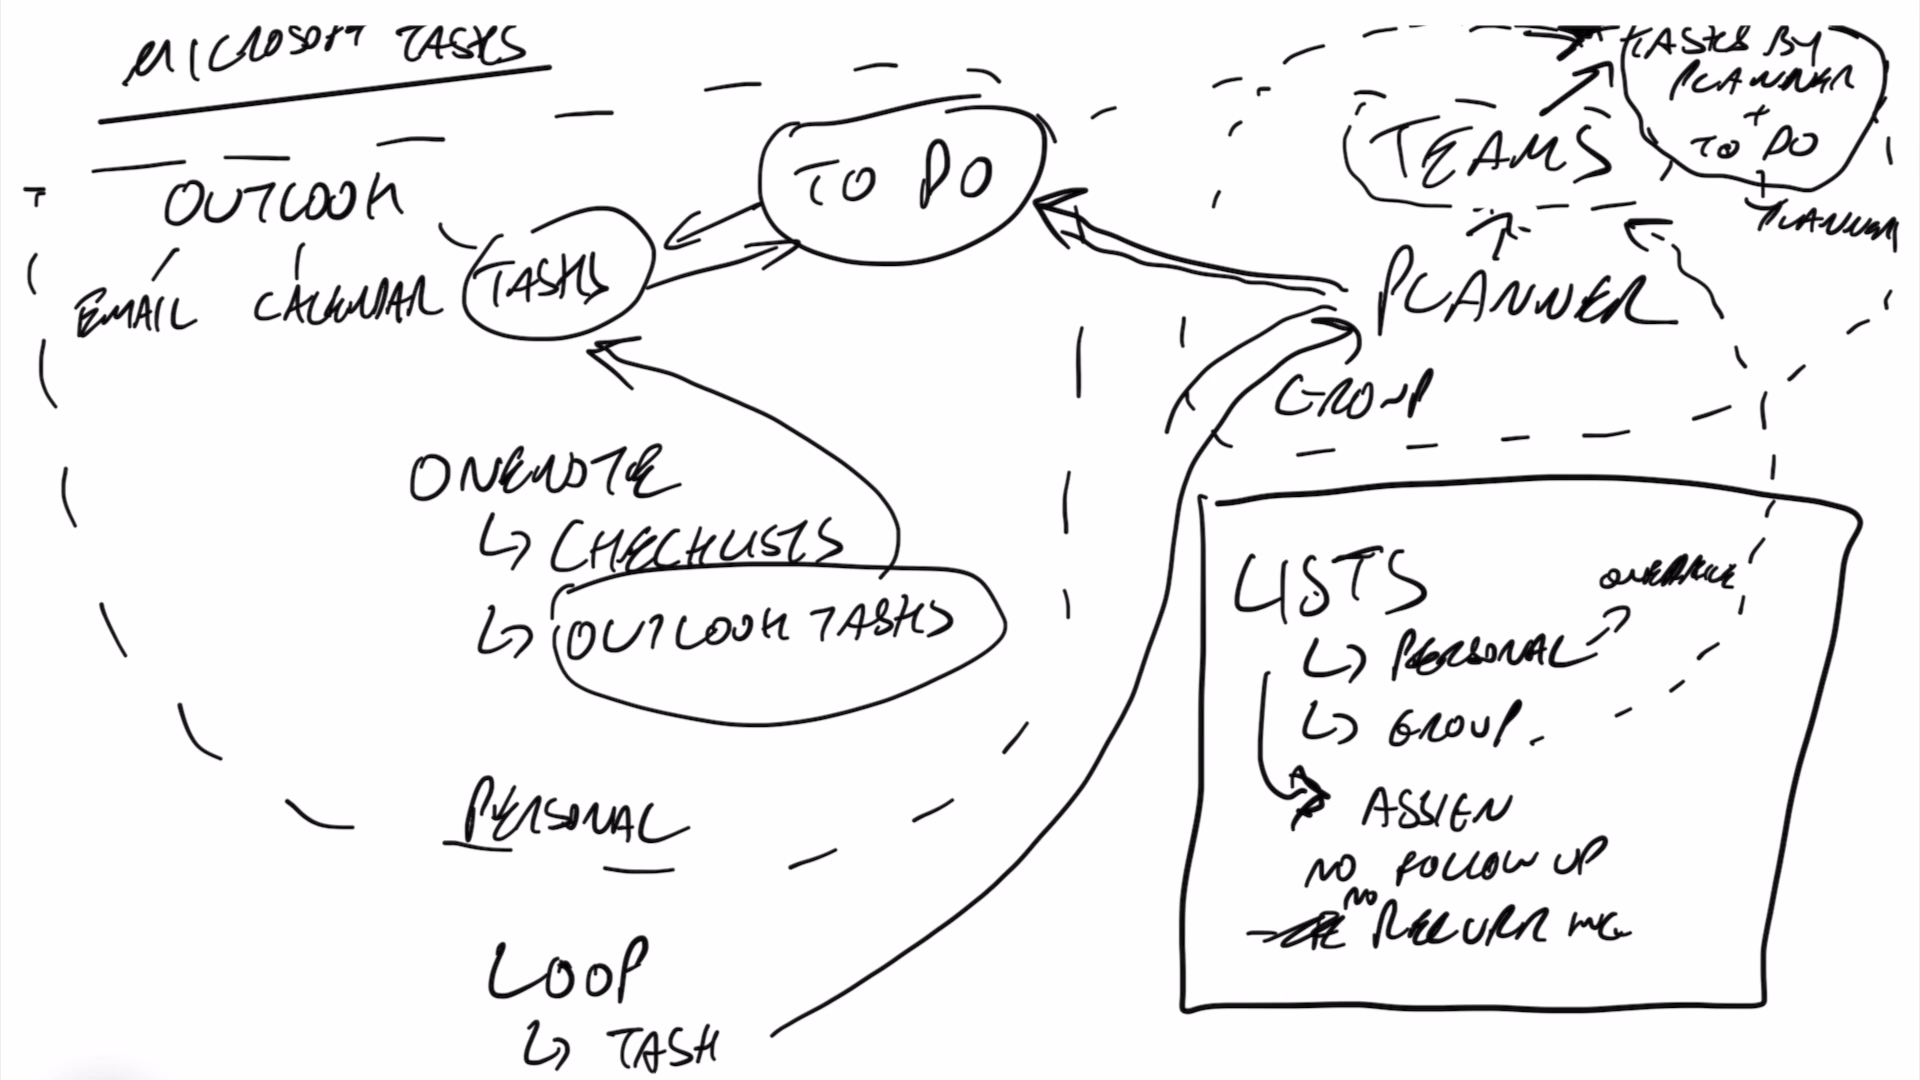 MICROSOFT TASKS
OUTLOOK
EMAIL CALENDAR TASKS
TO DO
TEAMS
TASKS BY
PLANNER
+
TO DO
PLANNER
PLANNER
GROUP
ONENOTE
↳ CHECKLISTS
↳ OUTLOOK TASKS
PERSONAL
LOOP
↳ TASK
LISTS
↳ PERSONAL
↳ GROUP
ASSIGN
NO FOLLOW UP
NO
RECURRING